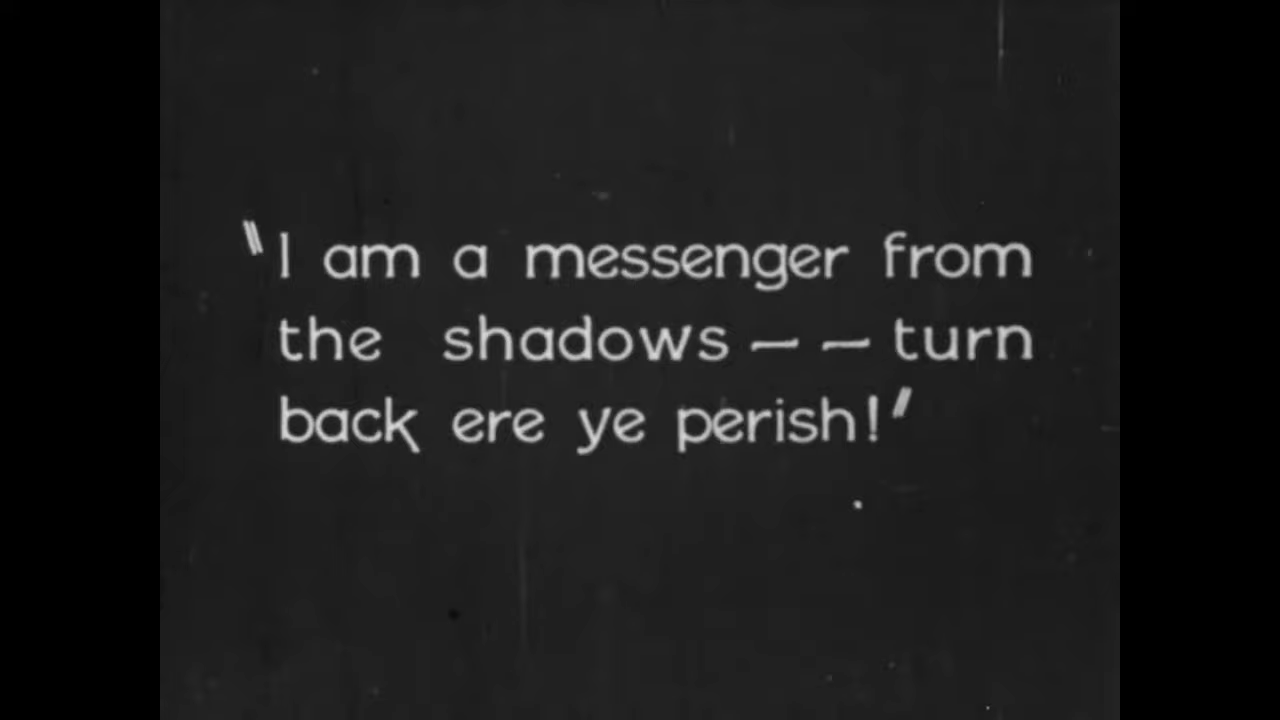 "I am a messenger from
the shadows — — turn
back ere ye perish!"